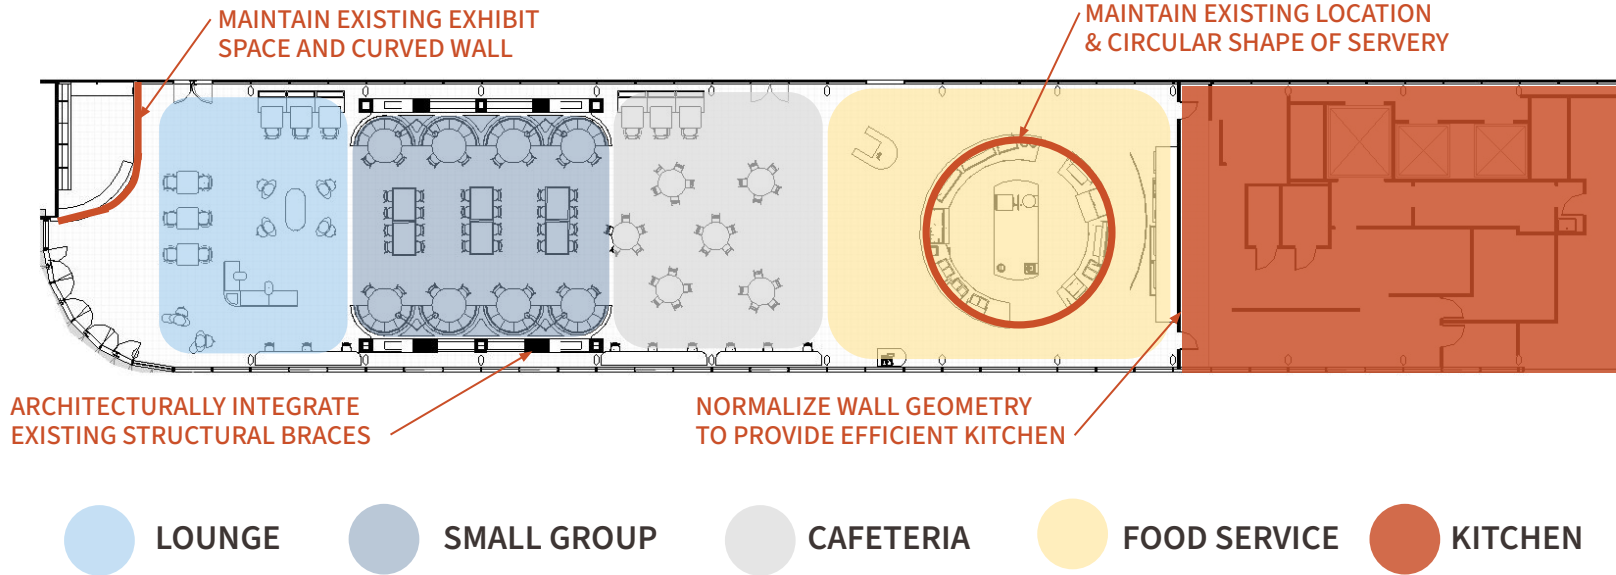 MAINTAIN EXISTING EXHIBIT
SPACE AND CURVED WALL
MAINTAIN EXISTING LOCATION
& CIRCULAR SHAPE OF SERVERY
ARCHITECTURALLY INTEGRATE
EXISTING STRUCTURAL BRACES
NORMALIZE WALL GEOMETRY
TO PROVIDE EFFICIENT KITCHEN
LOUNGE
SMALL GROUP
CAFETERIA
FOOD SERVICE
KITCHEN